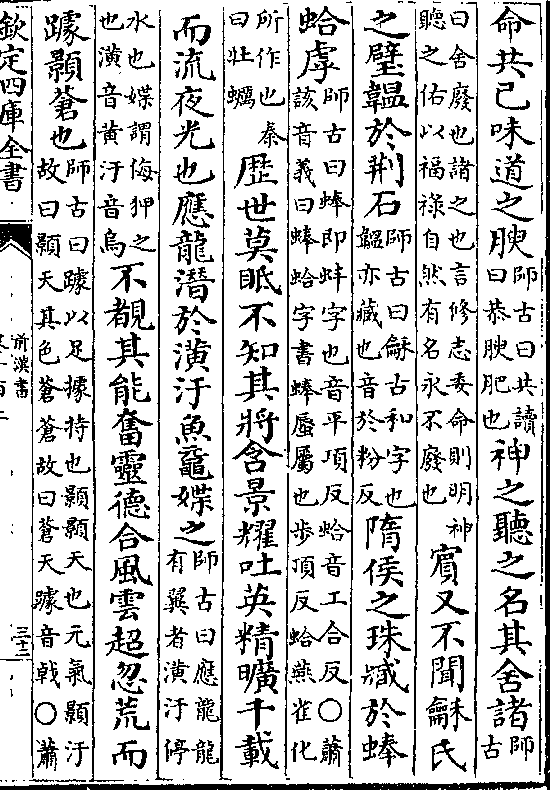 命共己味道之腴師古曰共讀曰恭腴肥也神之聽之名其舍諸師古
曰舍廢也諸之也言修志委命則明神聽之佑以福祿自然有名永不廢也賓又不聞龢氏
之璧韞於荆石師古曰龢古和字也韞亦藏也音於粉反隋侯之珠臧於蜯
蛤虖師古曰蜯即蚌字也音平項反蛤音工合反○蕭該音義曰蜯蛤字書蜯蜃屬也步項反蛤燕雀化
所作也秦曰牡蠣歴世莫眡不知其將含景耀吐英精曠千載
而流夜光也應龍潛於潢汙魚黿媟之師古曰應龍龍有翼者潢汙停
水也媟謂侮狎之也潢音黄汙音烏不覩其能奮靈德合風雲超忽荒而
躆顥蒼也師古曰躆以足據持也顥顥天也元氣顥汙故曰顥天其色蒼蒼故曰蒼天躆音戟○蕭
欽定四庫全書
前漢書
三十二